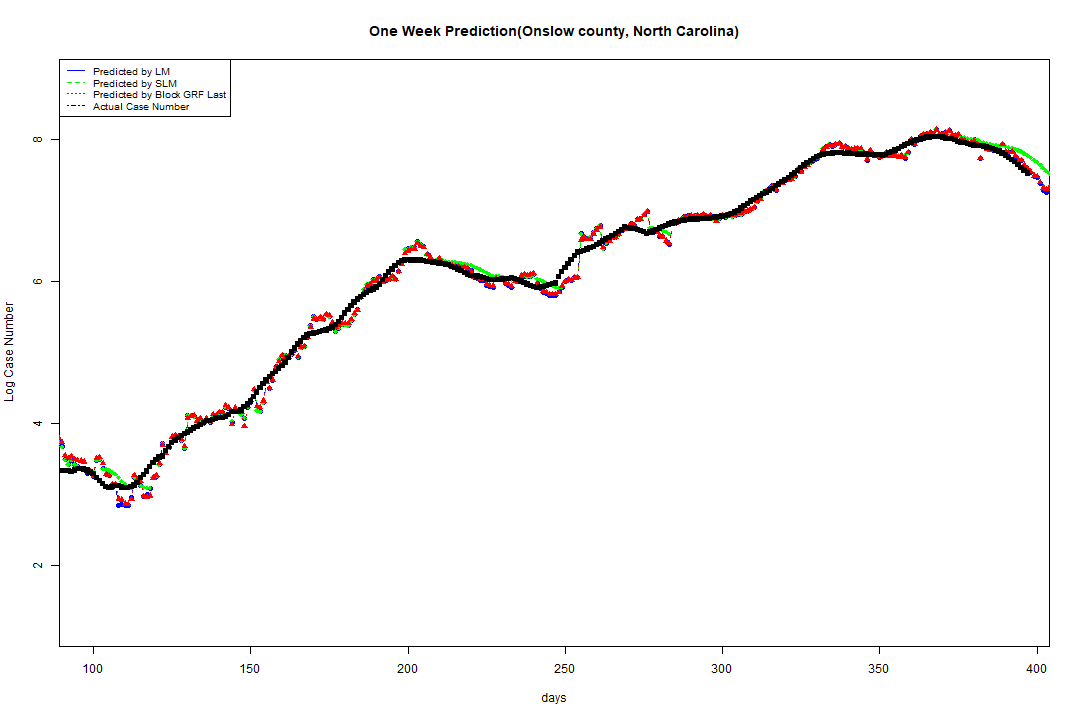 One Week Prediction(Onslow county, North Carolina)
Predicted by LM
Predicted by SLM
Predicted by Block GRF Last
Actual Case Number
Log Case Number
8
6
4
2
100 150 200 250 300 350 400
days